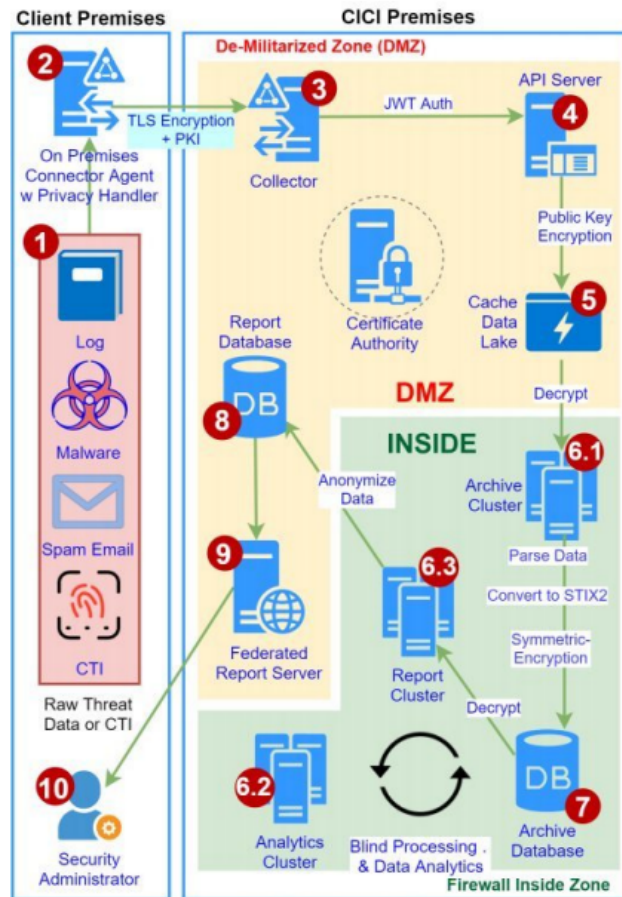 Client Premises
CICI Premises
De-Militarized Zone (DMZ)
2
3
API Server
JWT Auth
4
TLS Encryption
+ PKI
On Premises
Connector Agent
w Privacy Handler
Collector
Public Key
Encryption
1
5
Log
Report
Database
Certificate
Authority
Cache
Data
Lake
DB
8
DMZ
Decrypt
Malware
INSIDE
6.1
Anonymize
Data
Archive
Cluster
Spam Email
9
6.3
Parse Data
Convert to STIX2
Symmetric-
Encryption
CTI
Federated
Report Server
Report
Cluster
Raw Threat
Data or CTI
Decrypt
10
6.2
DB
7
Security
Administrator
Analytics
Cluster
Blind Processing .
& Data Analytics
Archive
Database
Firewall Inside Zone